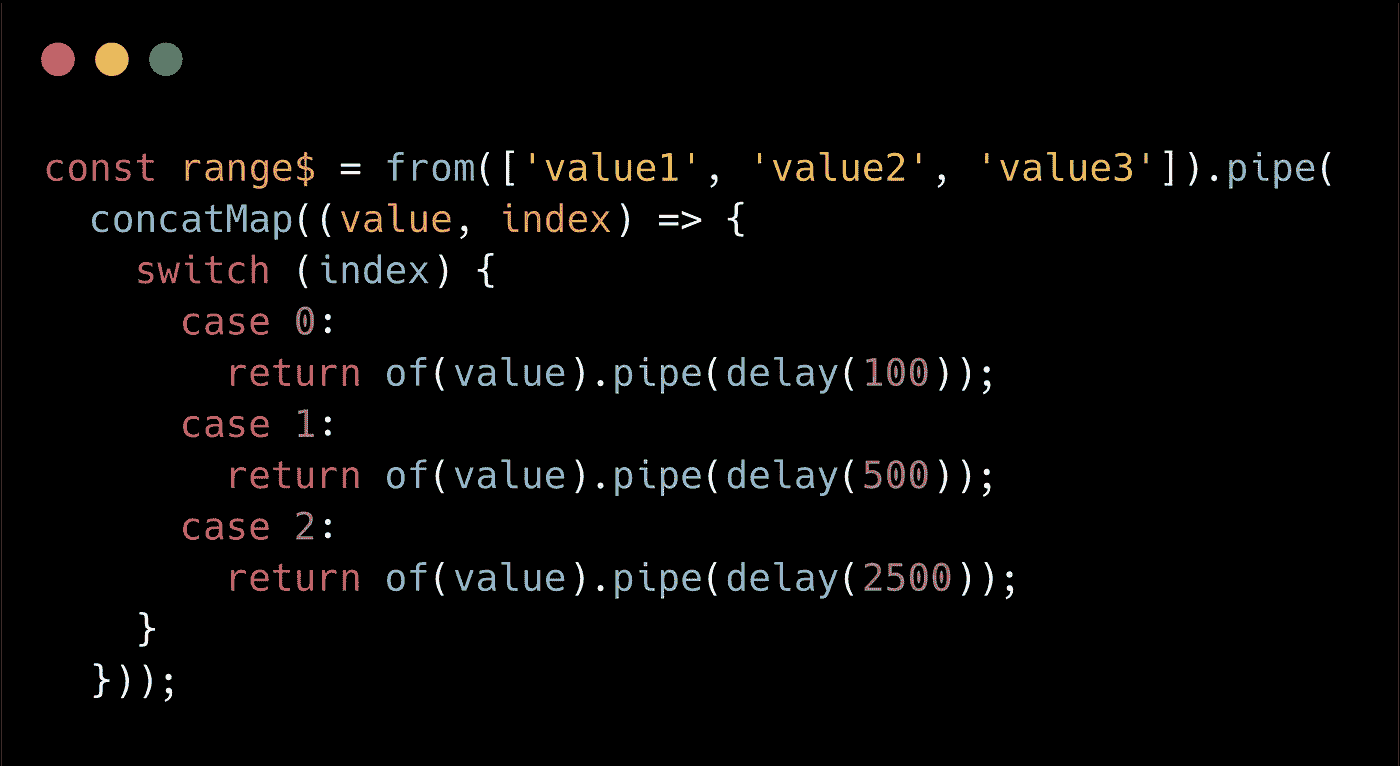 const range$ = from(['value1', 'value2', 'value3']).pipe(
  concatMap((value, index) => {
    switch (index) {
      case 0:
        return of(value).pipe(delay(100));
      case 1:
        return of(value).pipe(delay(500));
      case 2:
        return of(value).pipe(delay(2500));
    }
  }));